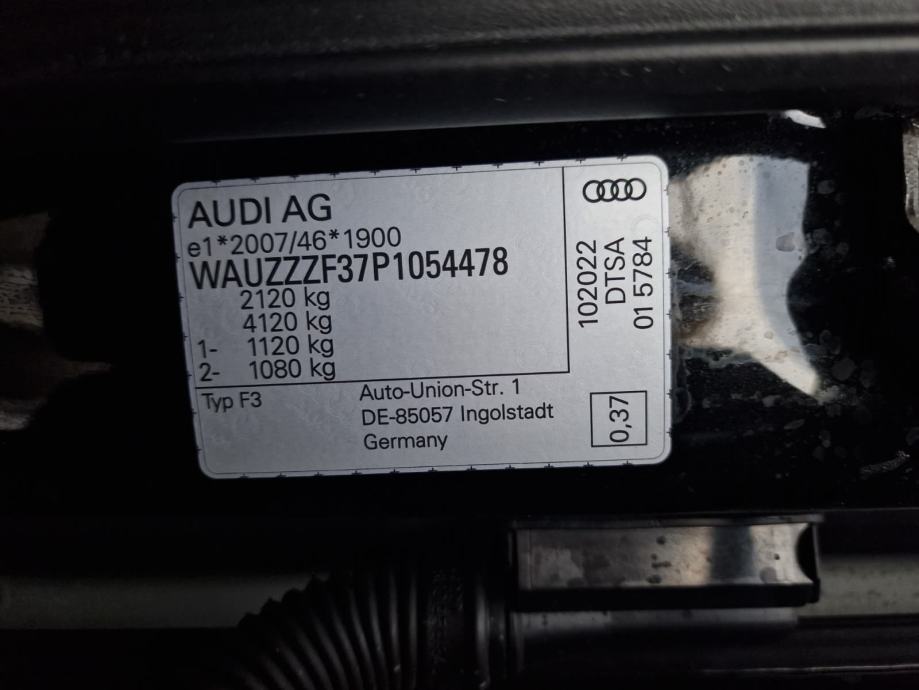 AUDI AG
e1*2007/46*1900
WAUZZZF37P1054478
2120 kg
4120 kg
1- 1120 kg
2- 1080 kg
Typ F3
Auto-Union-Str. 1
DE-85057 Ingolstadt
Germany
102022
DTSA
01 5784
0,37